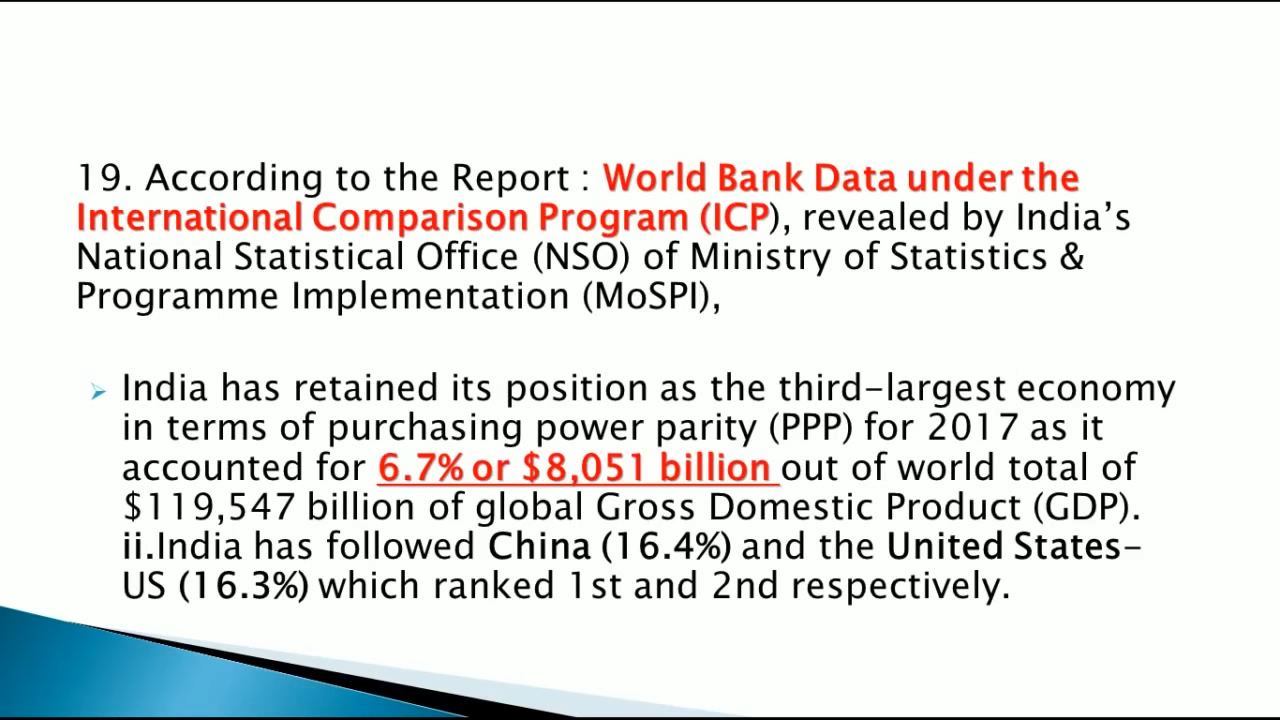 19. According to the Report : World Bank Data under the
International Comparison Program (ICP), revealed by India’s
National Statistical Office (NSO) of Ministry of Statistics &
Programme Implementation (MoSPI),
➢ India has retained its position as the third-largest economy
in terms of purchasing power parity (PPP) for 2017 as it
accounted for 6.7% or $8,051 billion out of world total of
$119,547 billion of global Gross Domestic Product (GDP).
ii.India has followed China (16.4%) and the United States-
US (16.3%) which ranked 1st and 2nd respectively.